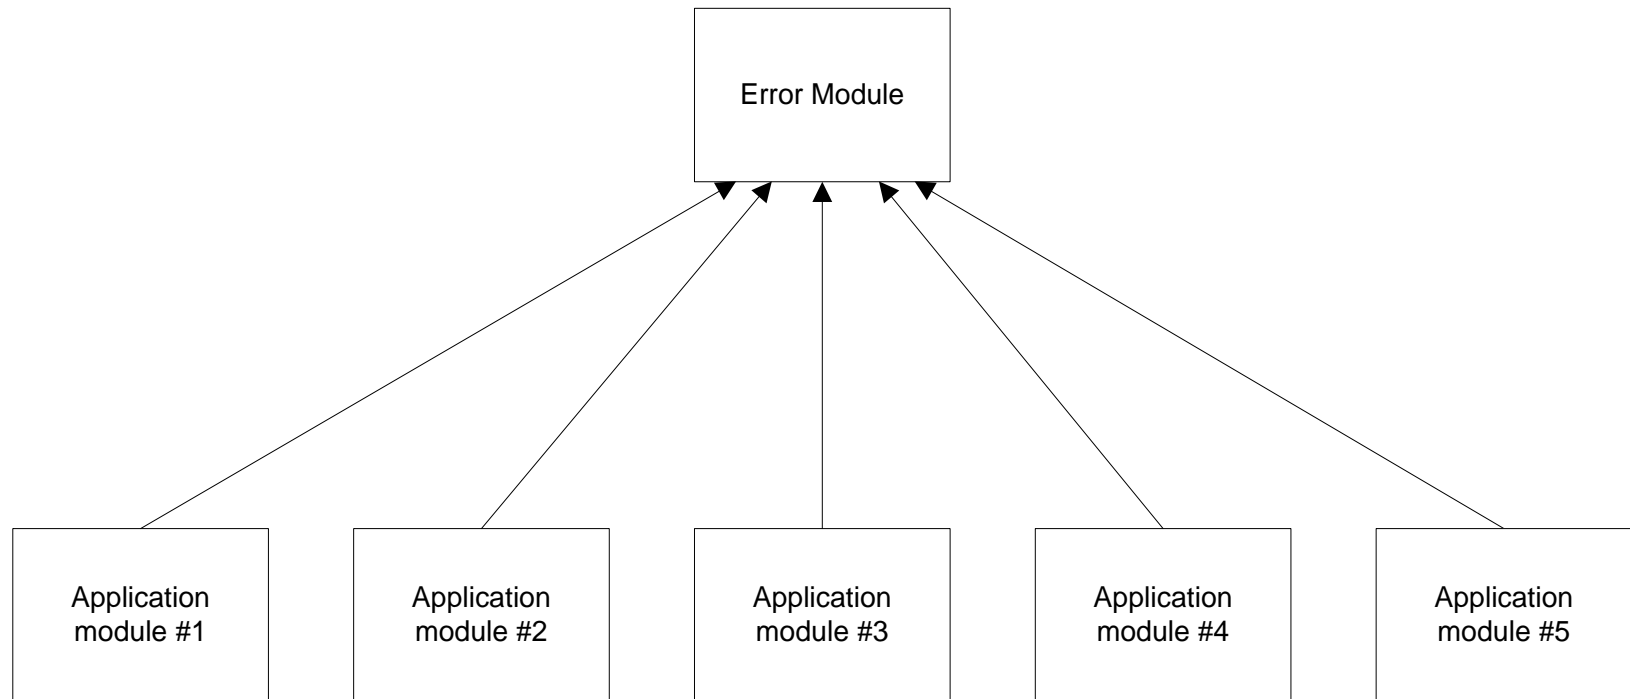 Error Module
Application
module #1
Application
module #2
Application
module #3
Application
module #4
Application
module #5